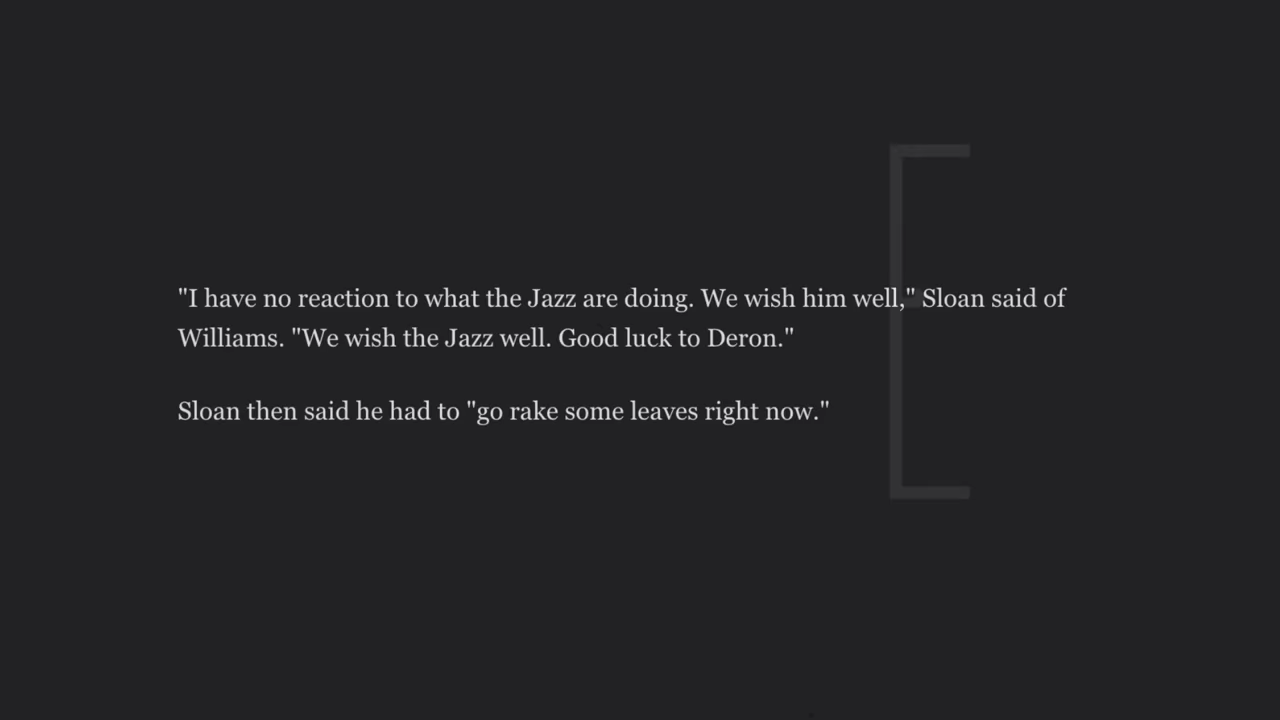 "I have no reaction to what the Jazz are doing. We wish him well," Sloan said of
Williams. "We wish the Jazz well. Good luck to Deron."
Sloan then said he had to "go rake some leaves right now."